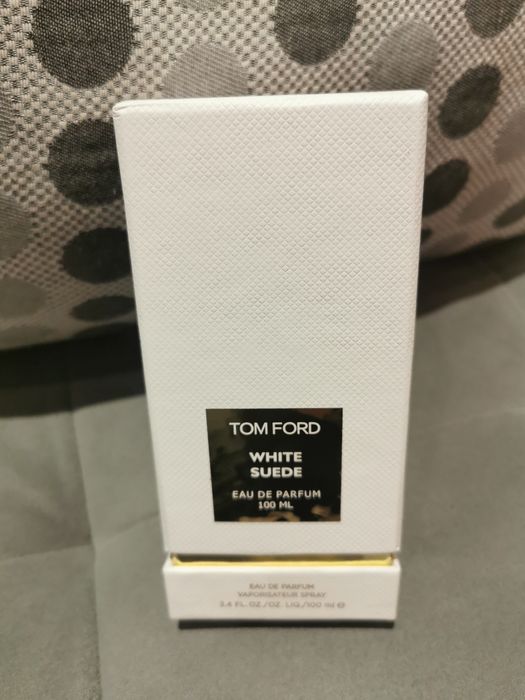 TOM FORD
WHITE
SUEDE
EAU DE PARFUM
100 ML
EAU DE PARFUM
VAPORISATEUR SPRAY
3.4 FL. OZ./OZ. LIQ./100 ml ℮